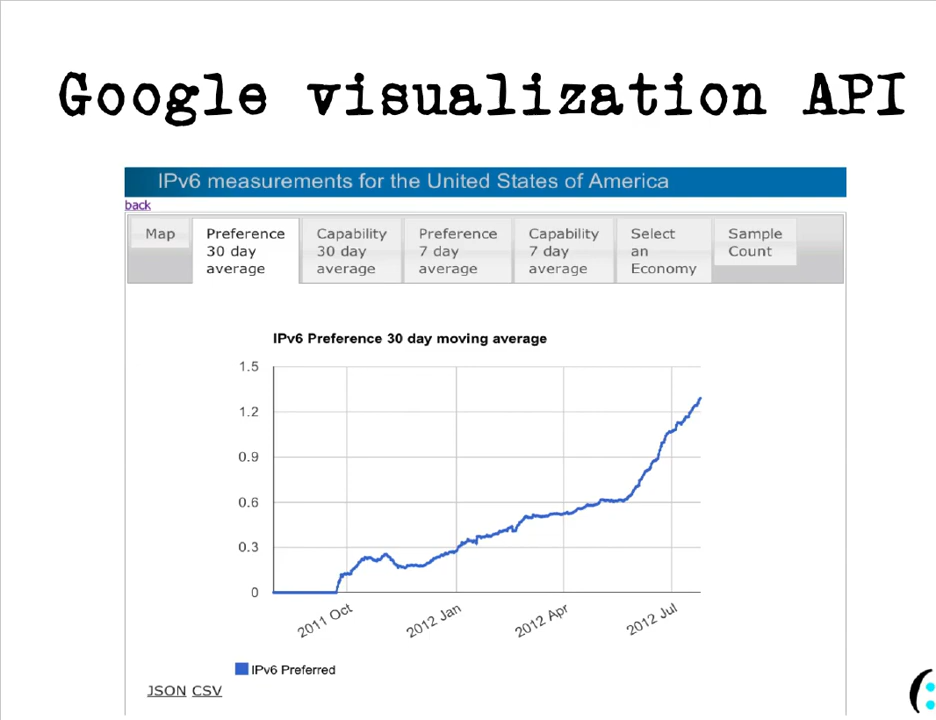 Google visualization API
IPv6 measurements for the United States of America
back
Map
Preference
30 day
average
Capability
30 day
average
Preference
7 day
average
Capability
7 day
average
Select
an
Economy
Sample
Count
IPv6 Preference 30 day moving average
1.5
1.2
0.9
0.6
0.3
0
2011 Oct
2012 Jan
2012 Apr
2012 Jul
IPv6 Preferred
JSON CSV
(: